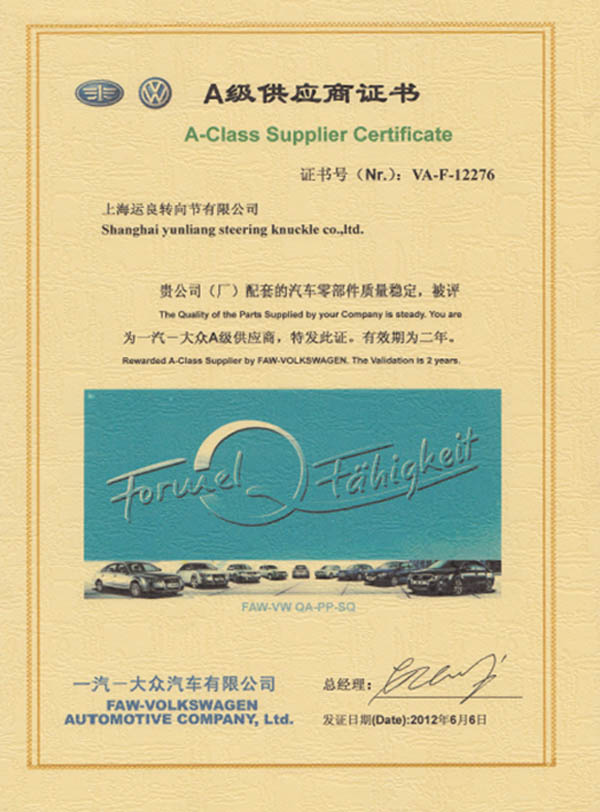 A级供应商证书
A-Class Supplier Certificate
证书号（Nr.）：VA-F-12276
上海运良转向节有限公司
Shanghai yunliang steering knuckle co.,ltd.
贵公司（厂）配套的汽车零部件质量稳定，被评
The Quality of the Parts Supplied by your Company is steady. You are
为一汽－大众A级供应商，特发此证。有效期为二年。
Rewarded A-Class Supplier by FAW-VOLKSWAGEN. The Validation is 2 years.
Formel Q Fähigkeit
FAW-VW QA-PP-SQ
一汽－大众汽车有限公司
FAW-VOLKSWAGEN
AUTOMOTIVE COMPANY, Ltd.
总经理：
发证日期(Date):2012年6月6日